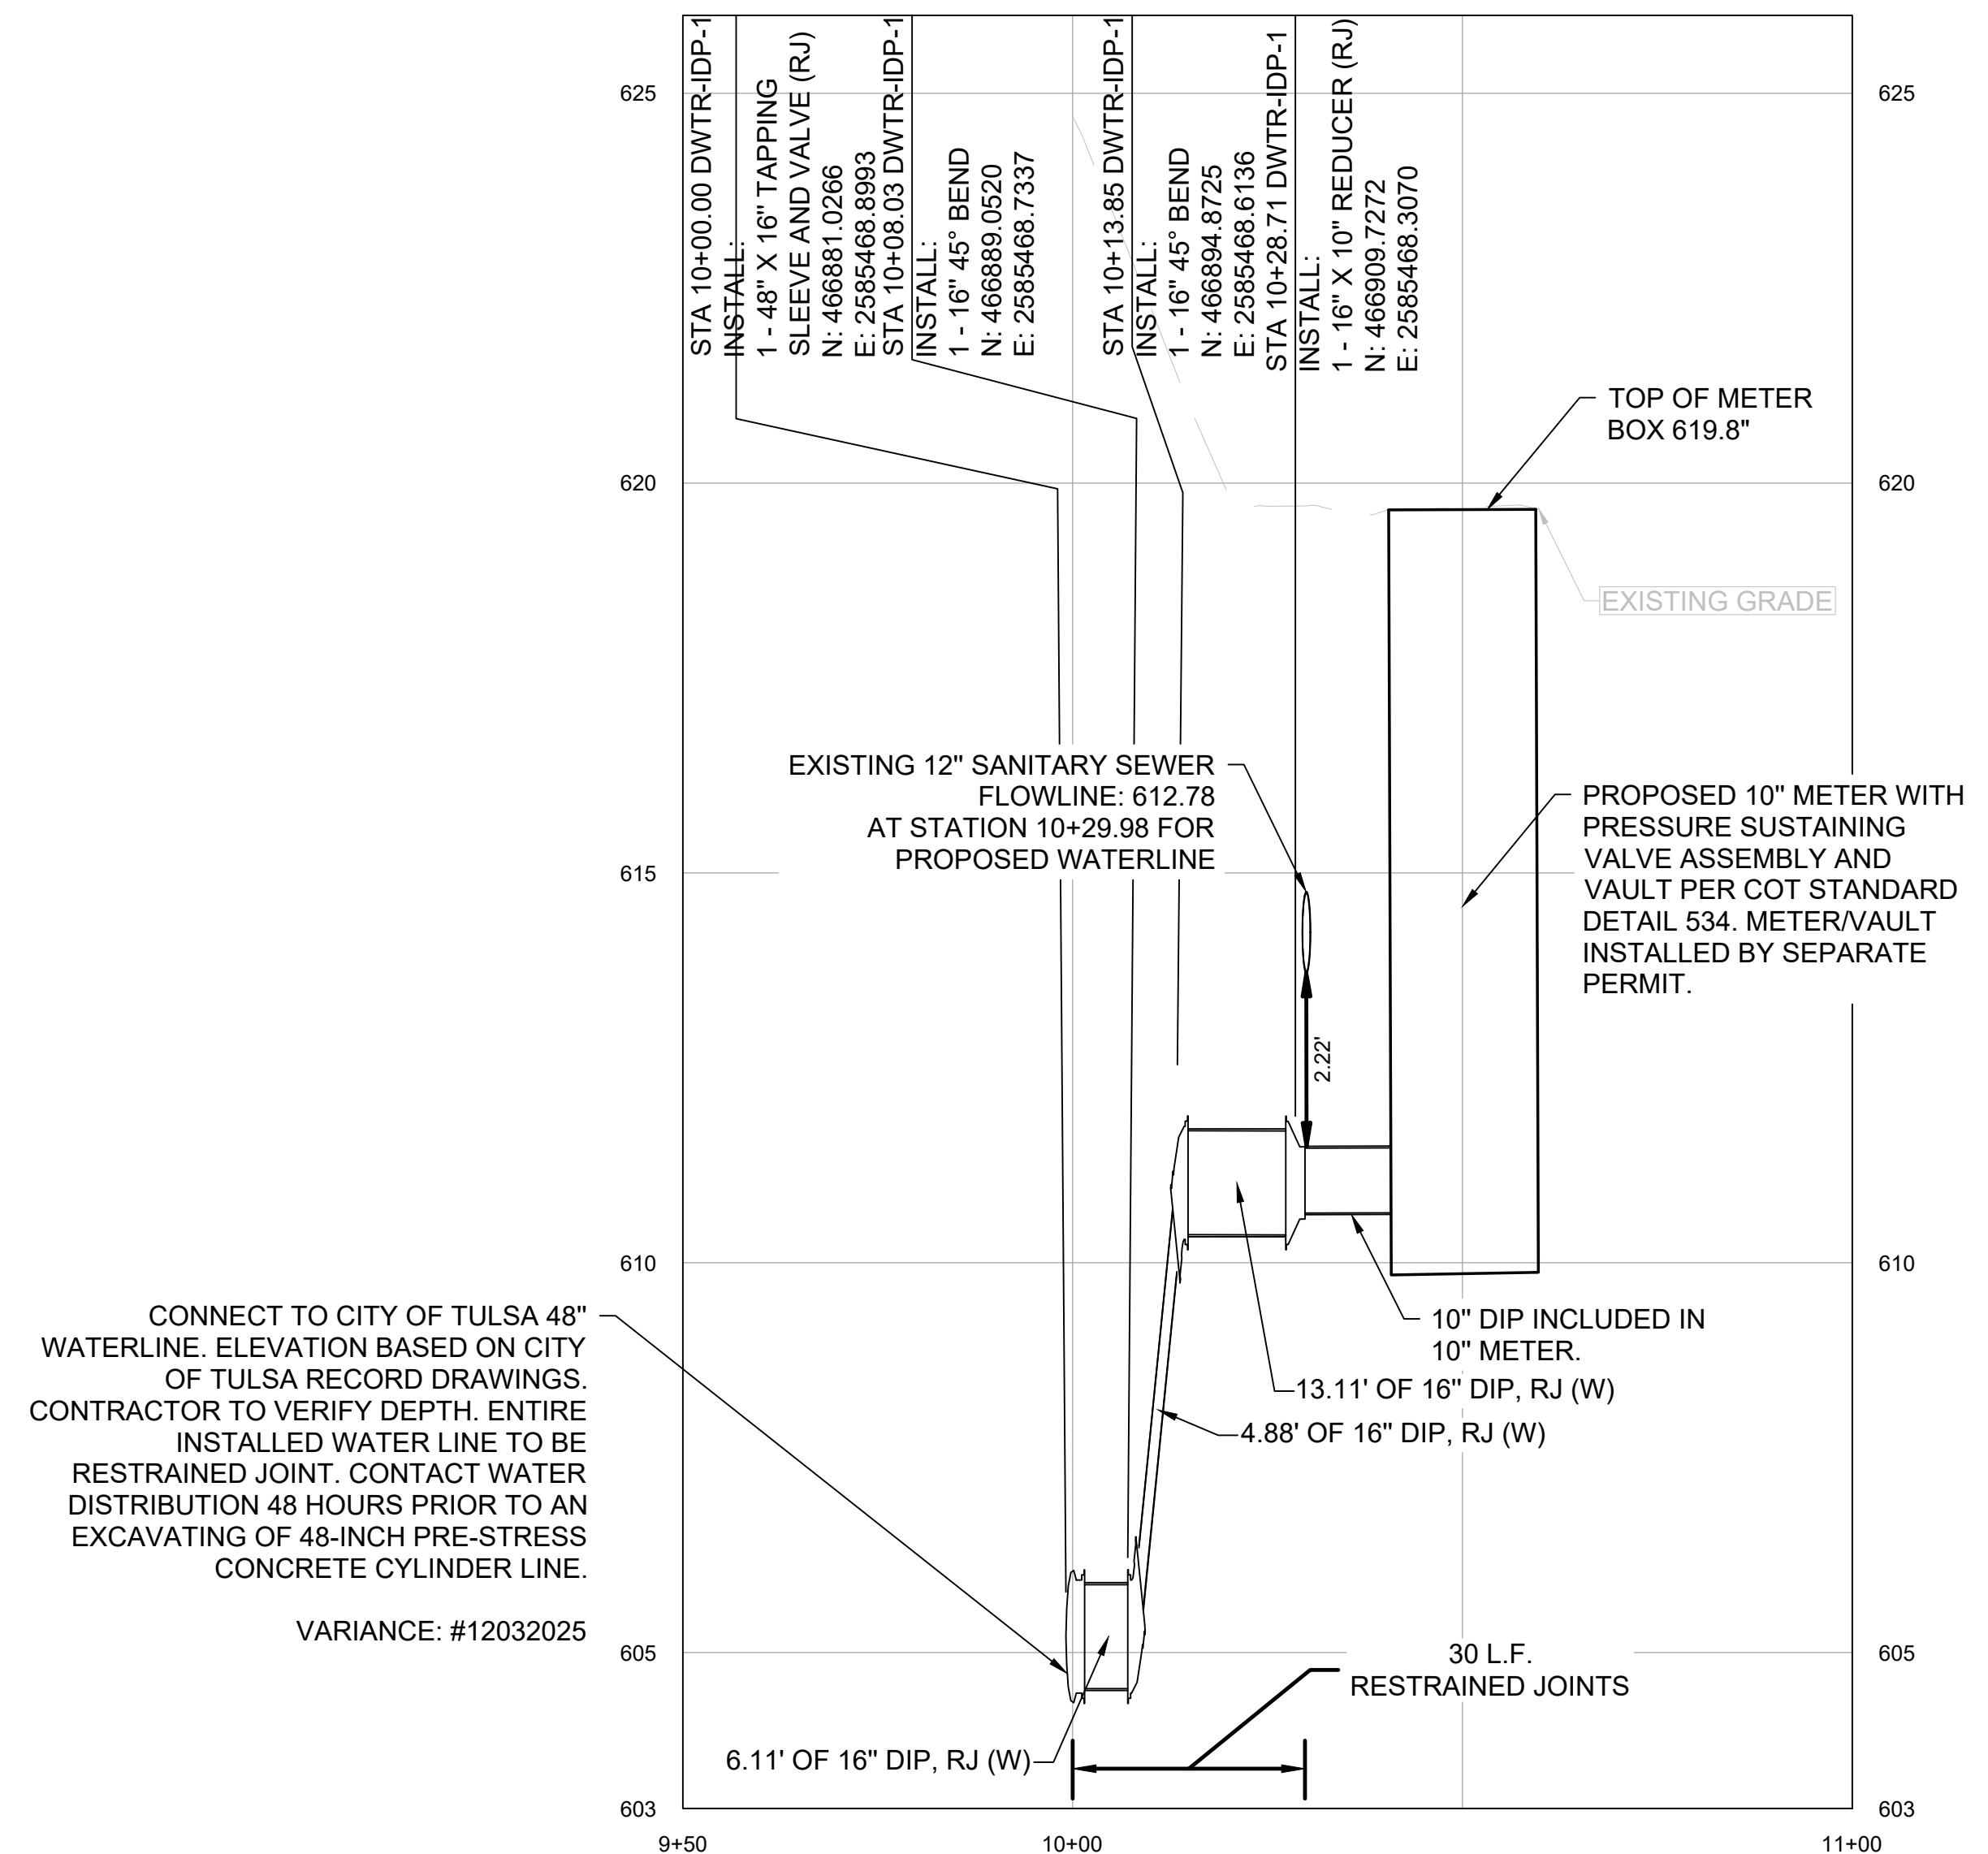 STA 10+00.00 DWTR-IDP-1
INSTALL:
1 - 48" X 16" TAPPING
SLEEVE AND VALVE (RJ)
N: 466881.0266
E: 2585468.8993
STA 10+08.03 DWTR-IDP-1
INSTALL:
1 - 16" 45° BEND
N: 466889.0520
E: 2585468.7337
STA 10+13.85 DWTR-IDP-1
INSTALL:
1 - 16" 45° BEND
N: 466894.8725
E: 2585468.6136
STA 10+28.71 DWTR-IDP-1
INSTALL:
1 - 16" X 10" REDUCER (RJ)
N: 466909.7272
E: 2585468.3070
625
625
TOP OF METER
BOX 619.8"
620
620
EXISTING GRADE
EXISTING 12" SANITARY SEWER
FLOWLINE: 612.78
AT STATION 10+29.98 FOR
PROPOSED WATERLINE
PROPOSED 10" METER WITH
PRESSURE SUSTAINING
VALVE ASSEMBLY AND
VAULT PER COT STANDARD
DETAIL 534. METER/VAULT
INSTALLED BY SEPARATE
PERMIT.
615
615
2.22'
610
610
CONNECT TO CITY OF TULSA 48"
WATERLINE. ELEVATION BASED ON CITY
OF TULSA RECORD DRAWINGS.
CONTRACTOR TO VERIFY DEPTH. ENTIRE
INSTALLED WATER LINE TO BE
RESTRAINED JOINT. CONTACT WATER
DISTRIBUTION 48 HOURS PRIOR TO AN
EXCAVATING OF 48-INCH PRE-STRESS
CONCRETE CYLINDER LINE.
VARIANCE: #12032025
10" DIP INCLUDED IN
10" METER.
13.11' OF 16" DIP, RJ (W)
4.88' OF 16" DIP, RJ (W)
605
605
30 L.F.
RESTRAINED JOINTS
6.11' OF 16" DIP, RJ (W)
603
603
9+50
10+00
11+00